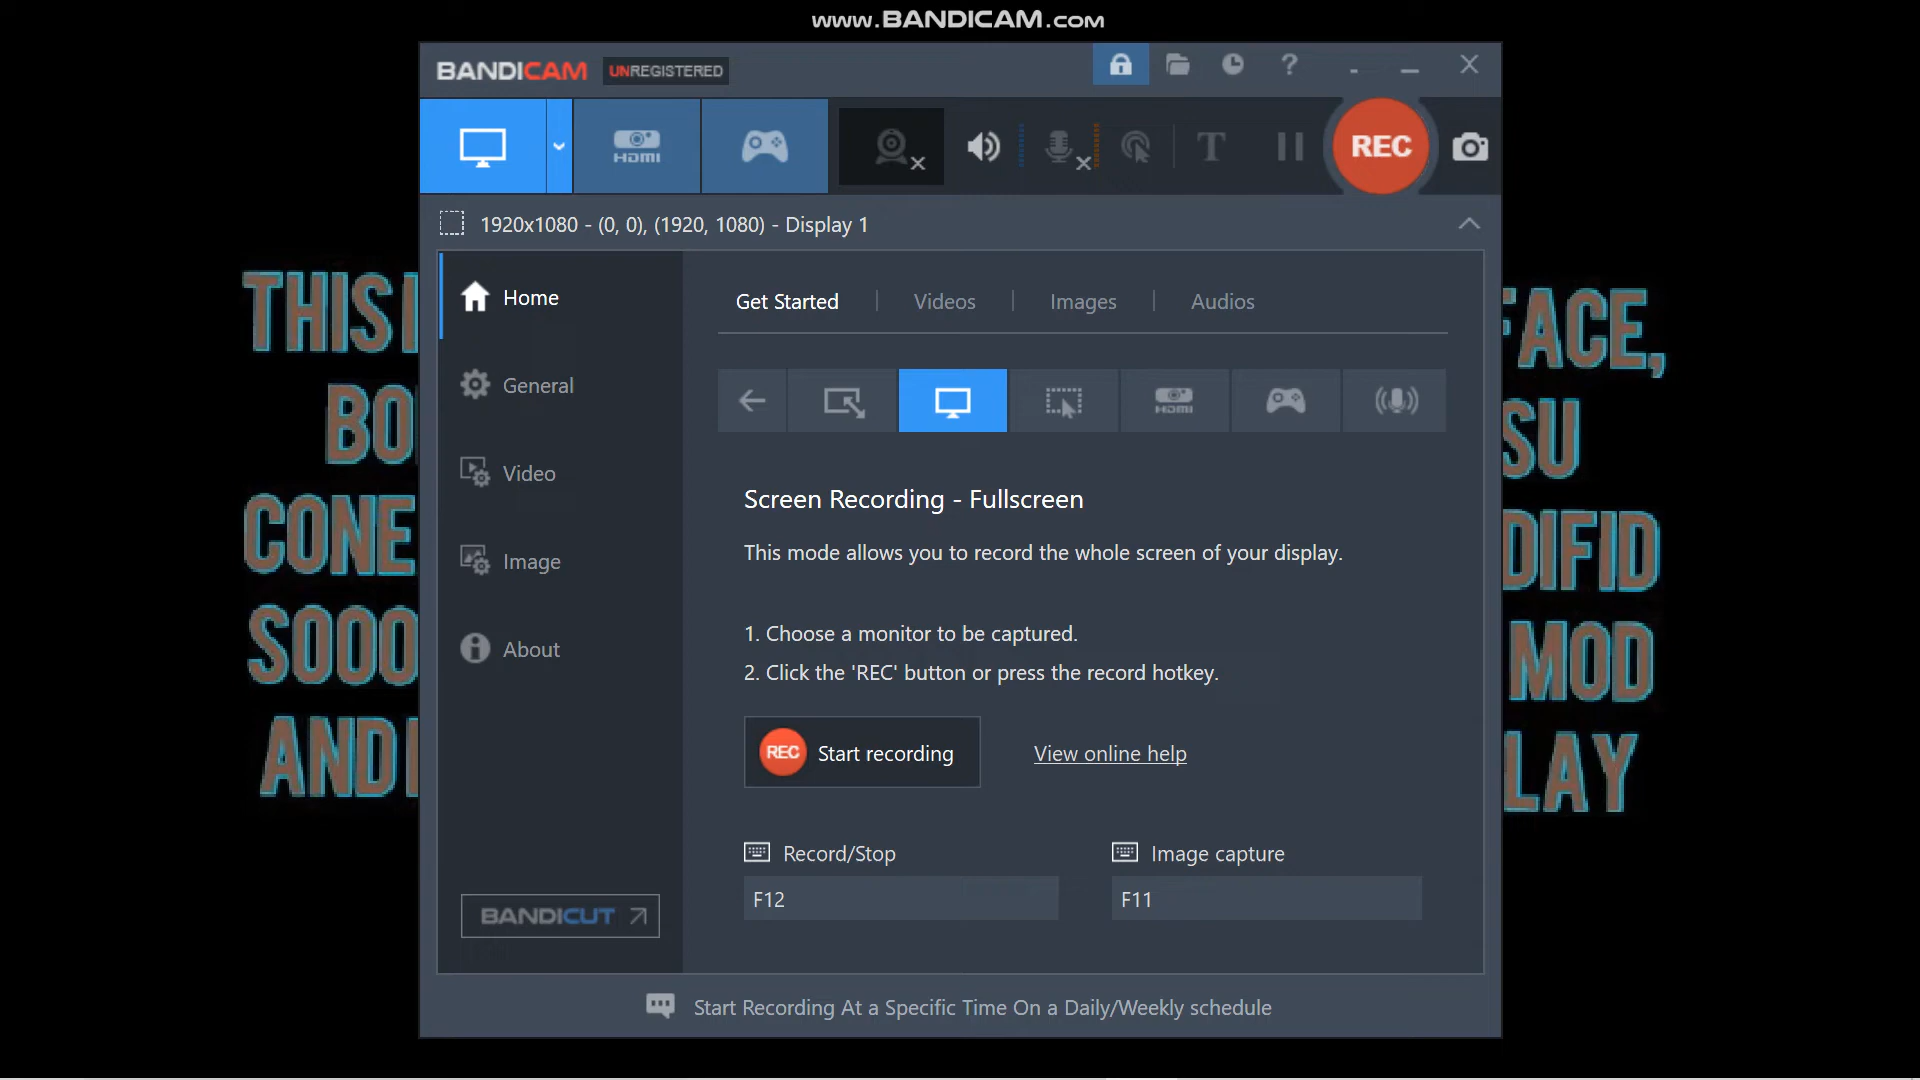 www.BANDICAM.com
BANDICAM UNREGISTERED
HDMI
T
REC
1920x1080 - (0, 0), (1920, 1080) - Display 1
Home
General
Video
Image
About
BANDICUT
Get Started
Videos
Images
Audios
HDMI
Screen Recording - Fullscreen
This mode allows you to record the whole screen of your display.
1. Choose a monitor to be captured.
2. Click the 'REC' button or press the record hotkey.
REC Start recording
View online help
Record/Stop
F12
Image capture
F11
Start Recording At a Specific Time On a Daily/Weekly schedule
THIS
FACE,
BO
SU
CONE
DIFID
SOOO
MOD
AND
LAY